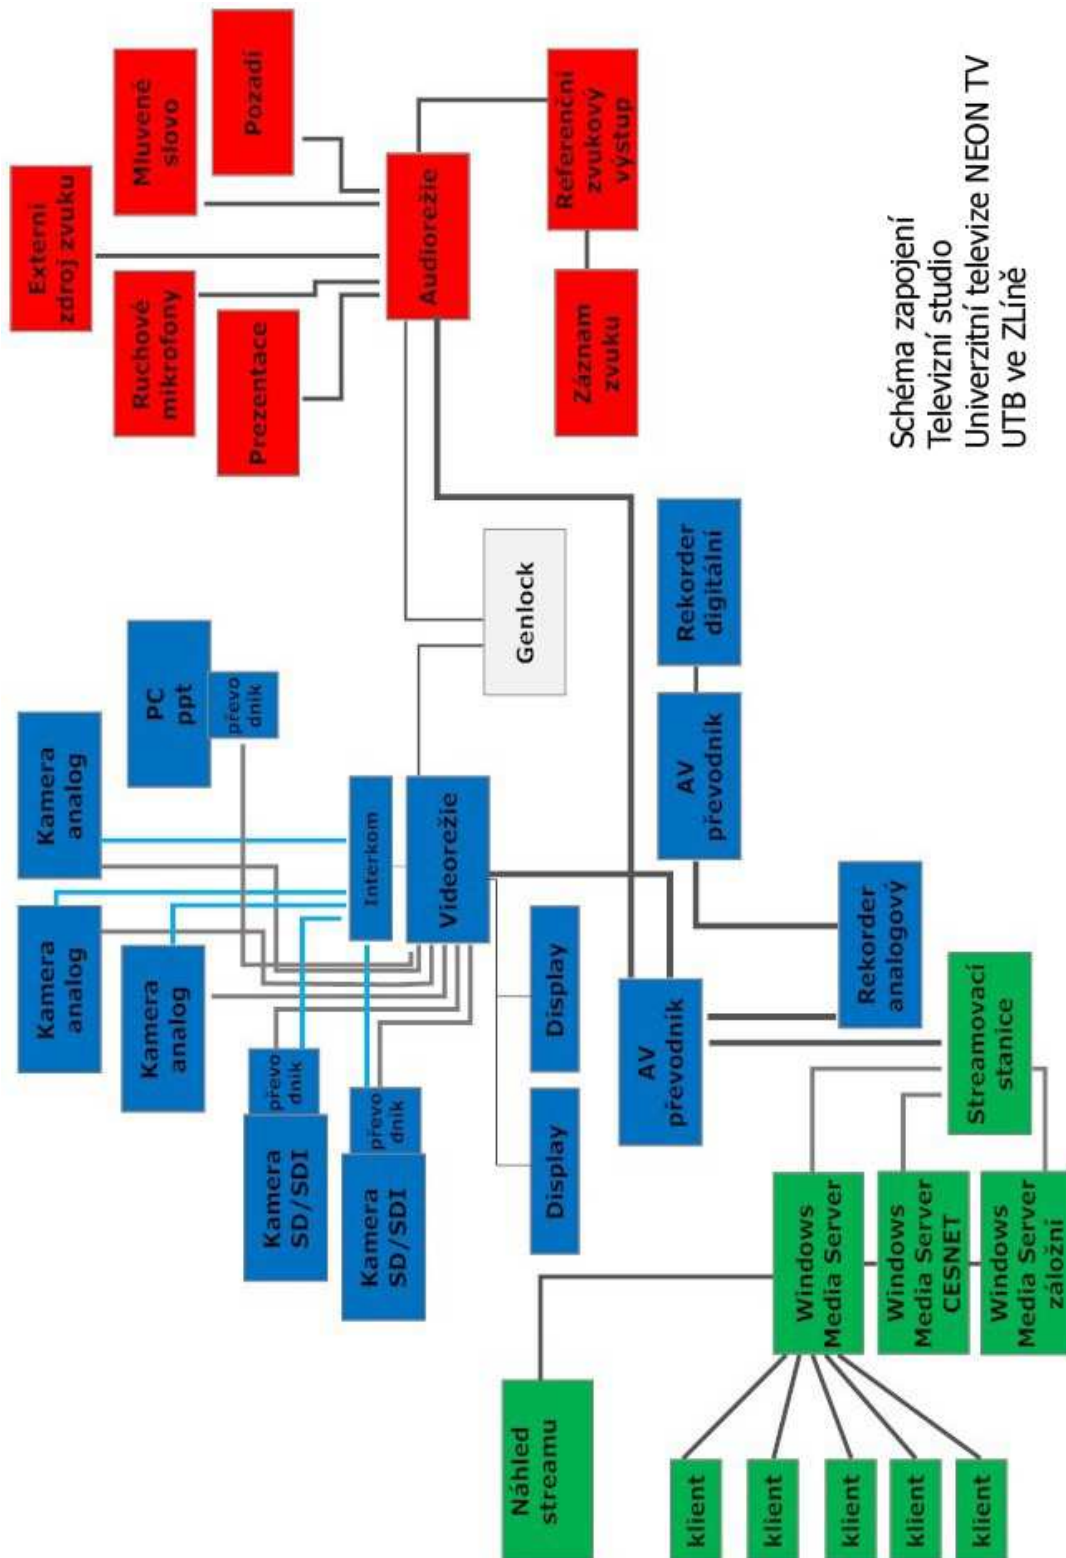 Kamera
analog
Kamera
analog
Kamera
analog
PC
ppt
převo
dník
Kamera
SD/SDI
převo
dník
Kamera
SD/SDI
převo
dník
Interkom
Videorežie
Display
Display
Genlock
Externí
zdroj zvuku
Ruchové
mikrofony
Mluvené
slovo
Prezentace
Pozadí
Audiorežie
Záznam
zvuku
Referenční
zvukový
výstup
AV
převodník
AV
převodník
Rekorder
digitální
Rekorder
analogový
Náhled
streamu
klient
klient
klient
klient
klient
Windows
Media Server
Windows
Media Server
CESNET
Windows
Media Server
záložní
Streamovací
stanice
Schéma zapojení
Televizní studio
Univerzitní televize NEON TV
UTB ve ZLíně